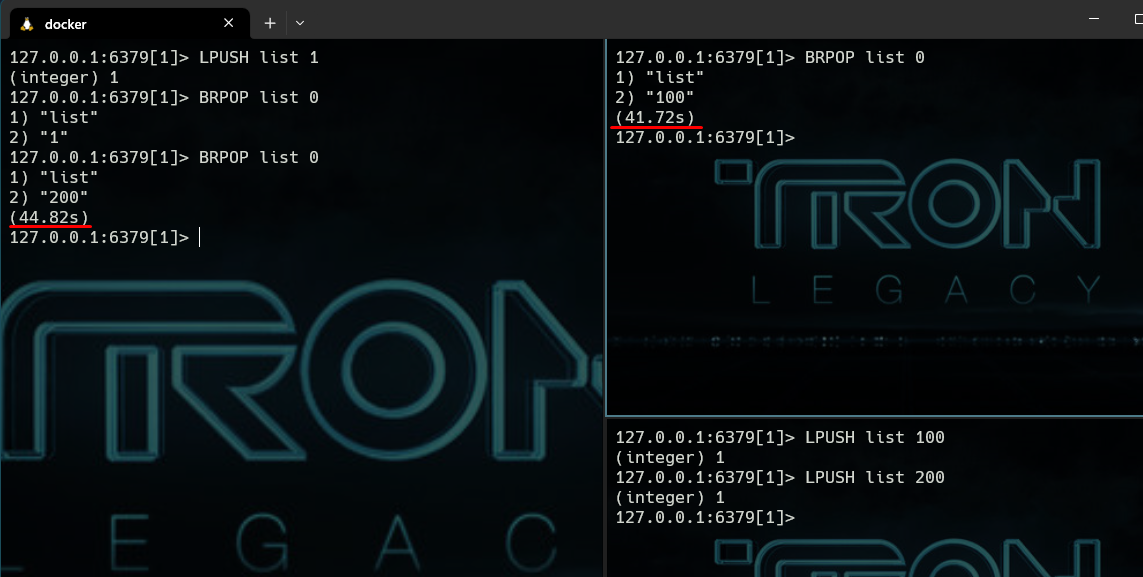 docker
127.0.0.1:6379[1]> LPUSH list 1
(integer) 1
127.0.0.1:6379[1]> BRPOP list 0
1) "list"
2) "1"
127.0.0.1:6379[1]> BRPOP list 0
1) "list"
2) "200"
(44.82s)
127.0.0.1:6379[1]>
TRON
LEGAC
127.0.0.1:6379[1]> BRPOP list 0
1) "list"
2) "100"
(41.72s)
127.0.0.1:6379[1]>
TRON
LEGACY
127.0.0.1:6379[1]> LPUSH list 100
(integer) 1
127.0.0.1:6379[1]> LPUSH list 200
(integer) 1
127.0.0.1:6379[1]>
TRON